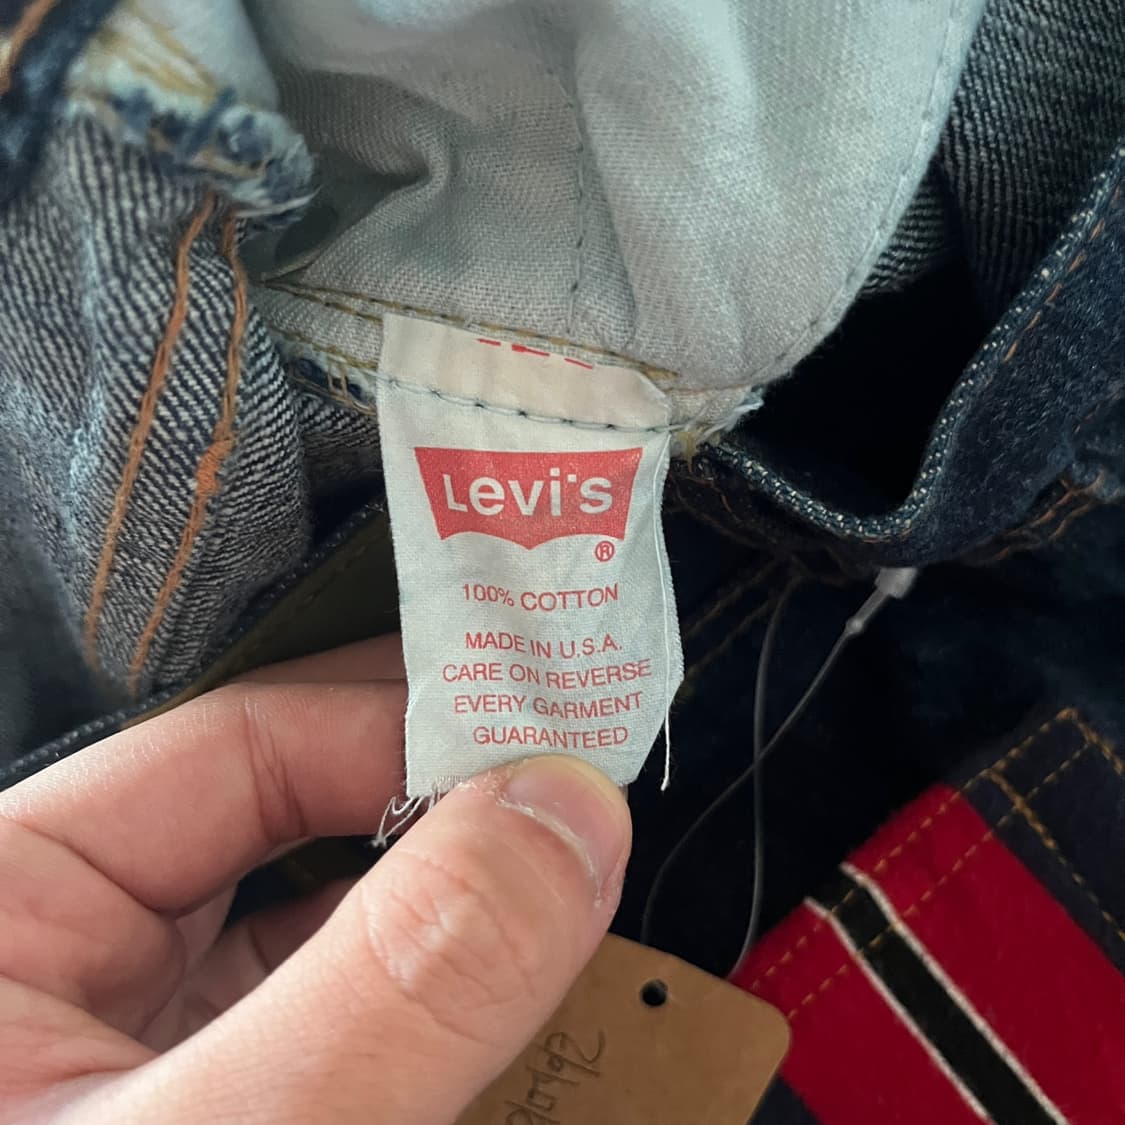 Levi's
®
100% COTTON
MADE IN U.S.A.
CARE ON REVERSE
EVERY GARMENT
GUARANTEED